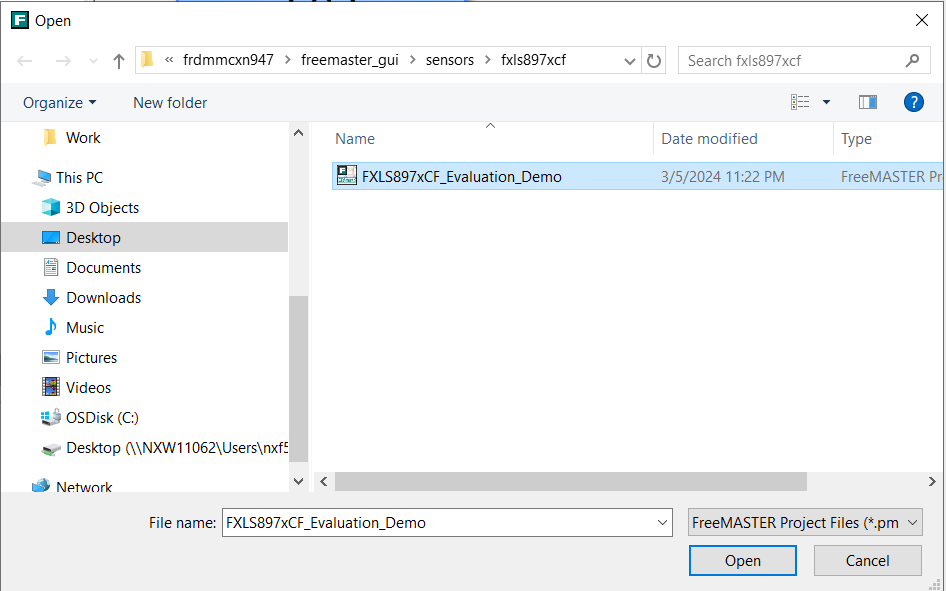 F Open
« frdmmcxn947 > freemaster_gui > sensors > fxls897xcf
Search fxls897xcf
Organize
New folder
?
Work
This PC
3D Objects
Desktop
Documents
Downloads
Music
Pictures
Videos
OSDisk (C:)
Desktop (\\NXW11062\Users\nxf5
Network
Name Date modified Type
FXLS897xCF_Evaluation_Demo 3/5/2024 11:22 PM FreeMASTER Pr
File name: FXLS897xCF_Evaluation_Demo FreeMASTER Project Files (*.pm
Open Cancel